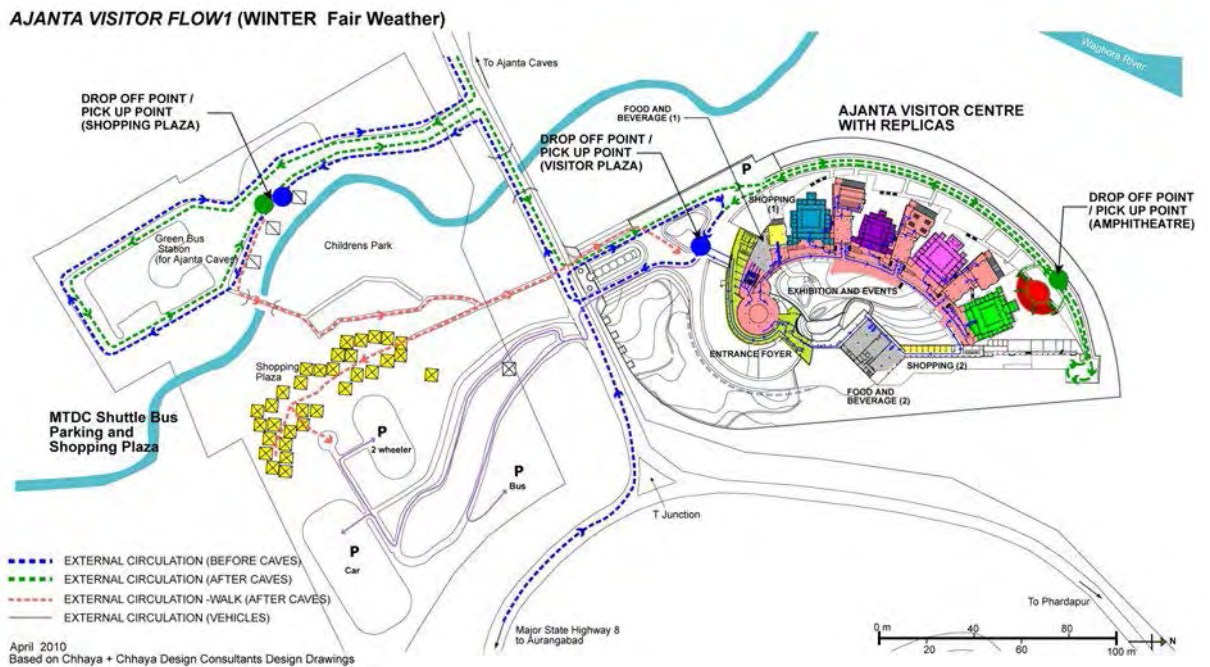 AJANTA VISITOR FLOW1 (WINTER Fair Weather)
To Ajanta Caves
Waghora River
DROP OFF POINT /
PICK UP POINT
(SHOPPING PLAZA)
FOOD AND
BEVERAGE (1)
DROP OFF POINT /
PICK UP POINT
(VISITOR PLAZA)
AJANTA VISITOR CENTRE
WITH REPLICAS
P
SHOPPING
(1)
DROP OFF POINT
/ PICK UP POINT
(AMPHITHEATRE)
Green Bus
Station
(for Ajanta Caves)
Childrens Park
EXHIBITION AND EVENTS
ENTRANCE FOYER
SHOPPING (2)
FOOD AND
BEVERAGE (2)
Shopping
Plaza
MTDC Shuttle Bus
Parking and
Shopping Plaza
P
2 wheeler
P
Bus
P
Car
T Junction
EXTERNAL CIRCULATION (BEFORE CAVES)
EXTERNAL CIRCULATION (AFTER CAVES)
EXTERNAL CIRCULATION -WALK (AFTER CAVES)
EXTERNAL CIRCULATION (VEHICLES)
To Phardapur
Major State Highway 8
to Aurangabad
0 m 40 80
20 60 100 m
N
April 2010
Based on Chhaya + Chhaya Design Consultants Design Drawings